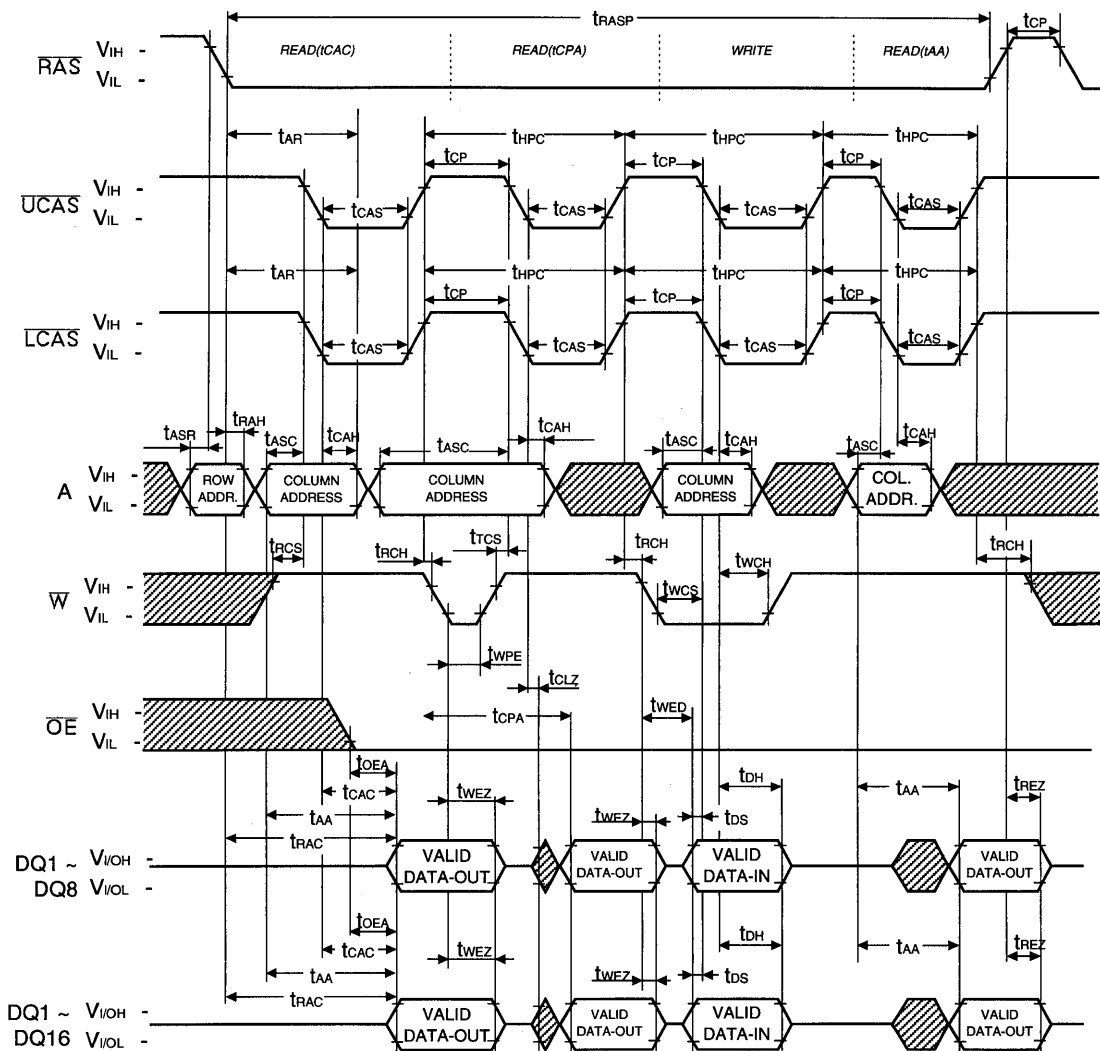 tRASP
tCP
READ(tCAC) READ(tCPA) WRITE READ(tAA)
RAS VIH -
VIL -
tAR tHPC tHPC tHPC
tCP tCP tCP
UCAS VIH -
VIL -
tCAS tCAS tCAS tCAS
tAR tHPC tHPC tHPC
tCP tCP tCP
LCAS VIH -
VIL -
tCAS tCAS tCAS tCAS
tASR tRAH tASC tCAH tASC tCAH tASC tCAH tASC tCAH
A VIH -
VIL -
ROW ADDR.
COLUMN ADDRESS
COLUMN ADDRESS
COLUMN ADDRESS
COL. ADDR.
tRCS tRCH tTCS tRCH tWCH tRCH
W VIH -
VIL -
tWCS
tWPE
tCLZ
OE VIH -
VIL -
tCPA tWED
tOEA tDH
tCAC tWEZ tAA tREZ
tAA tWEZ tDS
tRAC
DQ1 ~ VI/OH -
DQ8 VI/OL -
VALID DATA-OUT
VALID DATA-OUT
VALID DATA-IN
VALID DATA-OUT
tOEA tDH
tCAC tWEZ tAA tREZ
tAA tWEZ tDS
tRAC
DQ1 ~ VI/OH -
DQ16 VI/OL -
VALID DATA-OUT
VALID DATA-OUT
VALID DATA-IN
VALID DATA-OUT